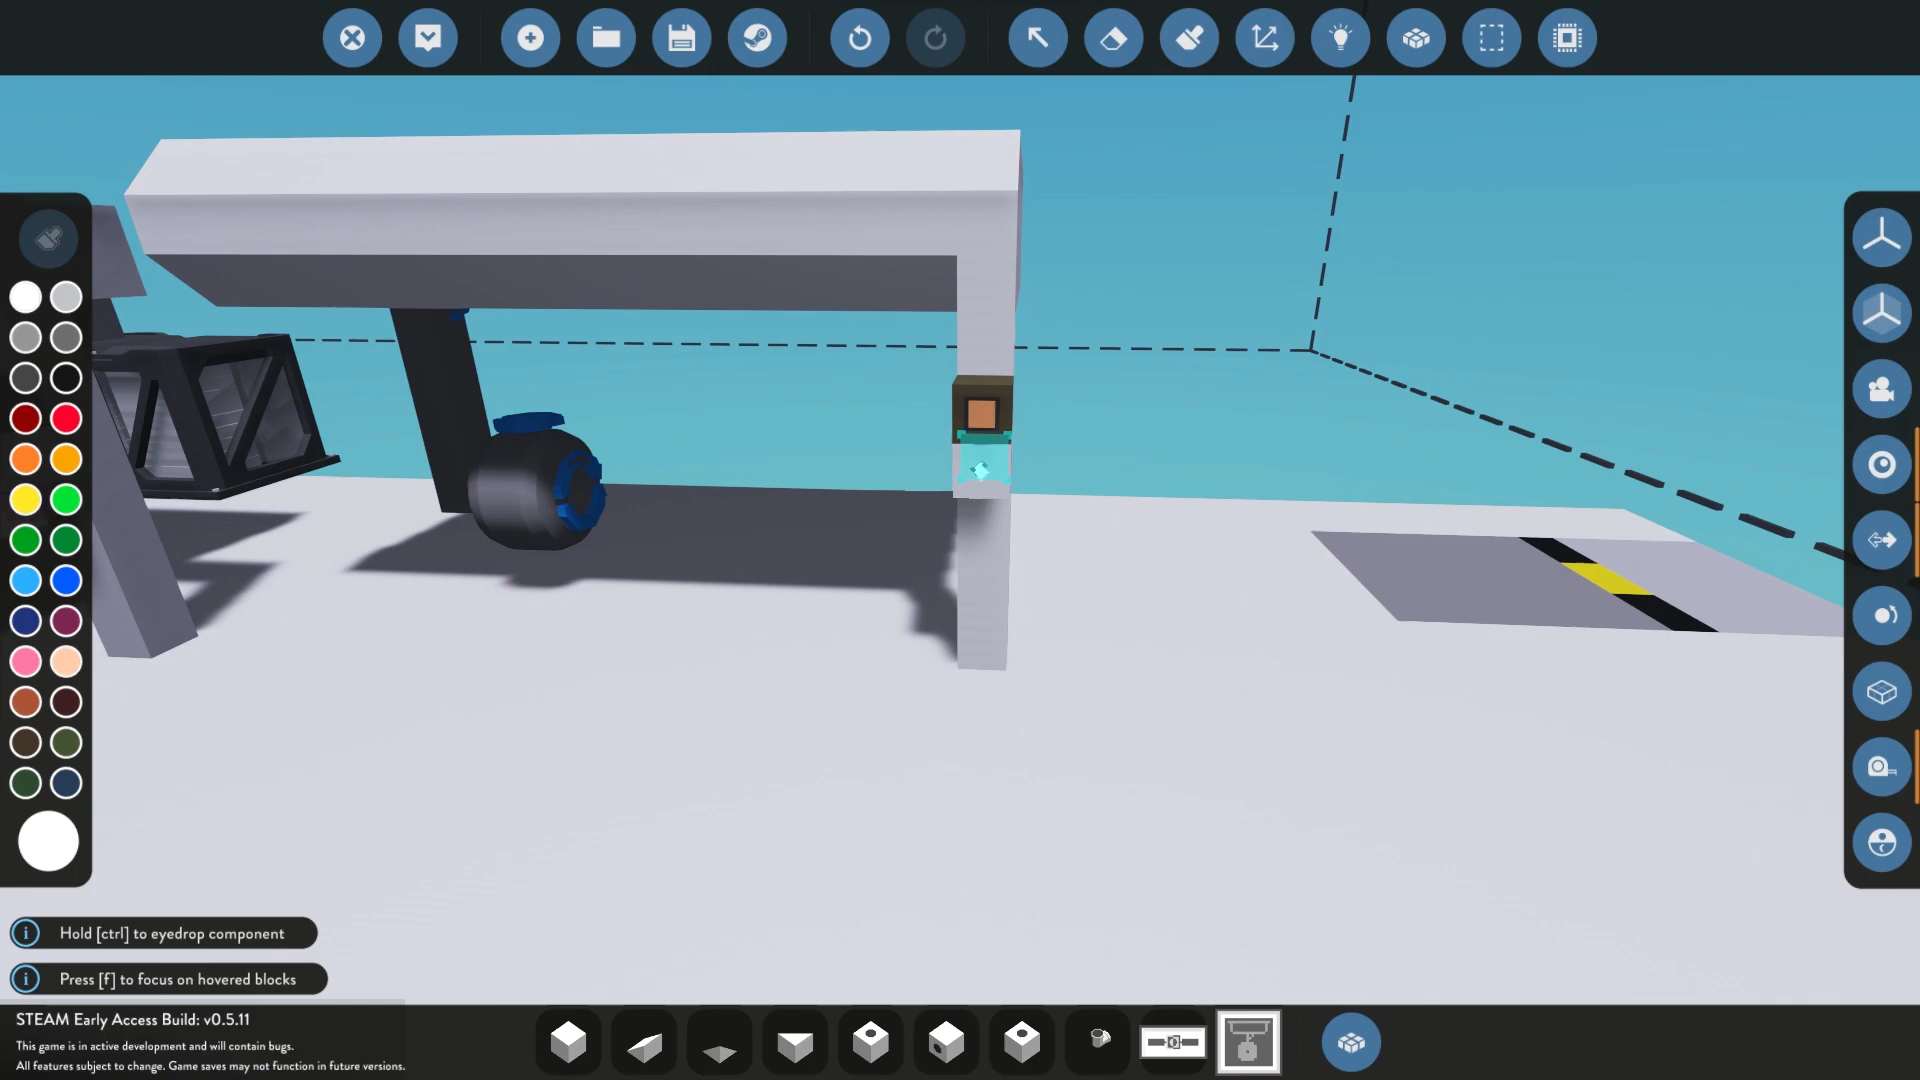 Hold [ctrl] to eyedrop component
Press [f] to focus on hovered blocks
STEAM Early Access Build: v0.5.11
This game is in active development and will contain bugs.
All features subject to change. Game saves may not function in future versions.